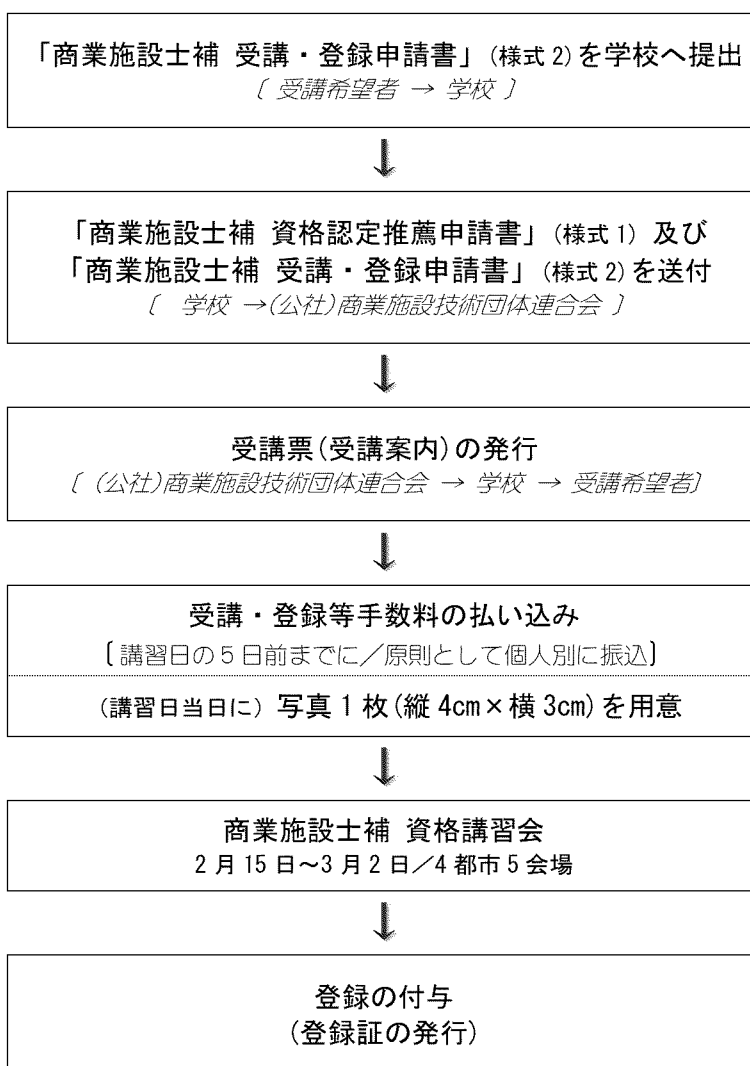 「商業施設士補 受講・登録申請書」(様式2)を学校へ提出
〔 受講希望者 → 学校 〕
「商業施設士補 資格認定推薦申請書」(様式1) 及び
「商業施設士補 受講・登録申請書」(様式2)を送付
〔 学校 →(公社)商業施設技術団体連合会 〕
受講票(受講案内)の発行
〔 (公社)商業施設技術団体連合会 → 学校 → 受講希望者〕
受講・登録等手数料の払い込み
〔講習日の5日前までに／原則として個人別に振込〕
(講習日当日に) 写真1枚(縦4cm×横3cm)を用意
商業施設士補 資格講習会
2月15日～3月2日／4都市5会場
登録の付与
(登録証の発行)